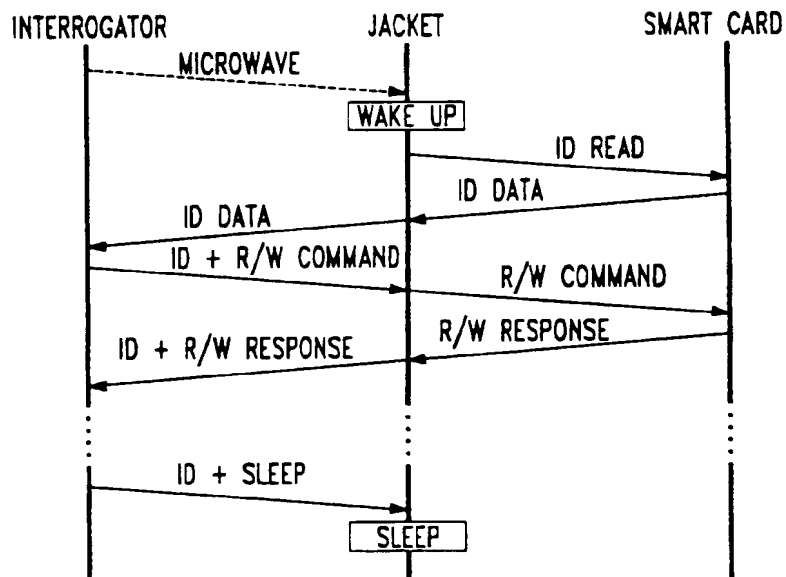 INTERROGATOR JACKET SMART CARD
MICROWAVE
WAKE UP
ID READ
ID DATA
ID DATA
ID + R/W COMMAND
R/W COMMAND
R/W RESPONSE
ID + R/W RESPONSE
ID + SLEEP
SLEEP